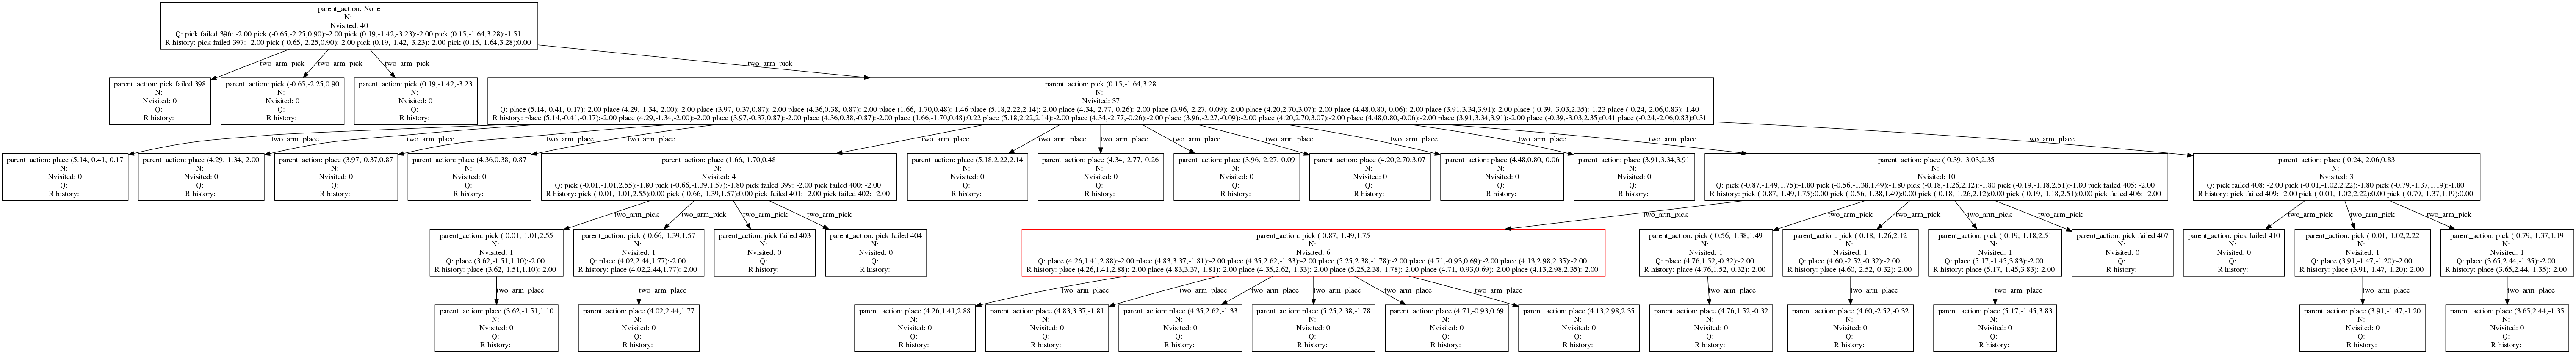 parent_action: None
N:
Nvisited: 40
Q: pick failed 396: -2.00 pick (-0.65,-2.25,0.90):-2.00 pick (0.19,-1.42,-3.23):-2.00 pick (0.15,-1.64,3.28):-1.51
R history: pick failed 397: -2.00 pick (-0.65,-2.25,0.90):-2.00 pick (0.19,-1.42,-3.23):-2.00 pick (0.15,-1.64,3.28):0.00
two_arm_pick
two_arm_pick
two_arm_pick
two_arm_pick
parent_action: pick failed 398
N:
Nvisited: 0
Q:
R history:
parent_action: pick (-0.65,-2.25,0.90
N:
Nvisited: 0
Q:
R history:
parent_action: pick (0.19,-1.42,-3.23
N:
Nvisited: 0
Q:
R history:
parent_action: pick (0.15,-1.64,3.28
N:
Nvisited: 37
Q: place (5.14,-0.41,-0.17):-2.00 place (4.29,-1.34,-2.00):-2.00 place (3.97,-0.37,0.87):-2.00 place (4.36,0.38,-0.87):-2.00 place (1.66,-1.70,0.48):-1.46 place (5.18,2.22,2.14):-2.00 place (4.34,-2.77,-0.26):-2.00 place (3.96,-2.27,-0.09):-2.00 place (4.20,2.70,3.07):-2.00 place (4.48,0.80,-0.06):-2.00 place (3.91,3.34,3.91):-2.00 place (-0.39,-3.03,2.35):-1.23 place (-0.24,-2.06,0.83):-1.40
R history: place (5.14,-0.41,-0.17):-2.00 place (4.29,-1.34,-2.00):-2.00 place (3.97,-0.37,0.87):-2.00 place (4.36,0.38,-0.87):-2.00 place (1.66,-1.70,0.48):0.22 place (5.18,2.22,2.14):-2.00 place (4.34,-2.77,-0.26):-2.00 place (3.96,-2.27,-0.09):-2.00 place (4.20,2.70,3.07):-2.00 place (4.48,0.80,-0.06):-2.00 place (3.91,3.34,3.91):-2.00 place (-0.39,-3.03,2.35):0.41 place (-0.24,-2.06,0.83):0.31
two_arm_place
two_arm_place
two_arm_place
two_arm_place
two_arm_place
two_arm_place
two_arm_place
two_arm_place
two_arm_place
two_arm_place
two_arm_place
two_arm_place
two_arm_place
parent_action: place (5.14,-0.41,-0.17
N:
Nvisited: 0
Q:
R history:
parent_action: place (4.29,-1.34,-2.00
N:
Nvisited: 0
Q:
R history:
parent_action: place (3.97,-0.37,0.87
N:
Nvisited: 0
Q:
R history:
parent_action: place (4.36,0.38,-0.87
N:
Nvisited: 0
Q:
R history:
parent_action: place (1.66,-1.70,0.48
N:
Nvisited: 4
Q: pick (-0.01,-1.01,2.55):-1.80 pick (-0.66,-1.39,1.57):-1.80 pick failed 399: -2.00 pick failed 400: -2.00
R history: pick (-0.01,-1.01,2.55):0.00 pick (-0.66,-1.39,1.57):0.00 pick failed 401: -2.00 pick failed 402: -2.00
parent_action: place (5.18,2.22,2.14
N:
Nvisited: 0
Q:
R history:
parent_action: place (4.34,-2.77,-0.26
N:
Nvisited: 0
Q:
R history:
parent_action: place (3.96,-2.27,-0.09
N:
Nvisited: 0
Q:
R history:
parent_action: place (4.20,2.70,3.07
N:
Nvisited: 0
Q:
R history:
parent_action: place (4.48,0.80,-0.06
N:
Nvisited: 0
Q:
R history:
parent_action: place (3.91,3.34,3.91
N:
Nvisited: 0
Q:
R history:
parent_action: place (-0.39,-3.03,2.35
N:
Nvisited: 10
Q: pick (-0.87,-1.49,1.75):-1.80 pick (-0.56,-1.38,1.49):-1.80 pick (-0.18,-1.26,2.12):-1.80 pick (-0.19,-1.18,2.51):-1.80 pick failed 405: -2.00
R history: pick (-0.87,-1.49,1.75):0.00 pick (-0.56,-1.38,1.49):0.00 pick (-0.18,-1.26,2.12):0.00 pick (-0.19,-1.18,2.51):0.00 pick failed 406: -2.00
parent_action: place (-0.24,-2.06,0.83
N:
Nvisited: 3
Q: pick failed 408: -2.00 pick (-0.01,-1.02,2.22):-1.80 pick (-0.79,-1.37,1.19):-1.80
R history: pick failed 409: -2.00 pick (-0.01,-1.02,2.22):0.00 pick (-0.79,-1.37,1.19):0.00
two_arm_pick
two_arm_pick
two_arm_pick
two_arm_pick
two_arm_pick
two_arm_pick
two_arm_pick
two_arm_pick
two_arm_pick
two_arm_pick
two_arm_pick
two_arm_pick
parent_action: pick (-0.01,-1.01,2.55
N:
Nvisited: 1
Q: place (3.62,-1.51,1.10):-2.00
R history: place (3.62,-1.51,1.10):-2.00
parent_action: pick (-0.66,-1.39,1.57
N:
Nvisited: 1
Q: place (4.02,2.44,1.77):-2.00
R history: place (4.02,2.44,1.77):-2.00
parent_action: pick failed 403
N:
Nvisited: 0
Q:
R history:
parent_action: pick failed 404
N:
Nvisited: 0
Q:
R history:
parent_action: pick (-0.87,-1.49,1.75
N:
Nvisited: 6
Q: place (4.26,1.41,2.88):-2.00 place (4.83,3.37,-1.81):-2.00 place (4.35,2.62,-1.33):-2.00 place (5.25,2.38,-1.78):-2.00 place (4.71,-0.93,0.69):-2.00 place (4.13,2.98,2.35):-2.00
R history: place (4.26,1.41,2.88):-2.00 place (4.83,3.37,-1.81):-2.00 place (4.35,2.62,-1.33):-2.00 place (5.25,2.38,-1.78):-2.00 place (4.71,-0.93,0.69):-2.00 place (4.13,2.98,2.35):-2.00
parent_action: pick (-0.56,-1.38,1.49
N:
Nvisited: 1
Q: place (4.76,1.52,-0.32):-2.00
R history: place (4.76,1.52,-0.32):-2.00
parent_action: pick (-0.18,-1.26,2.12
N:
Nvisited: 1
Q: place (4.60,-2.52,-0.32):-2.00
R history: place (4.60,-2.52,-0.32):-2.00
parent_action: pick (-0.19,-1.18,2.51
N:
Nvisited: 1
Q: place (5.17,-1.45,3.83):-2.00
R history: place (5.17,-1.45,3.83):-2.00
parent_action: pick failed 407
N:
Nvisited: 0
Q:
R history:
parent_action: pick failed 410
N:
Nvisited: 0
Q:
R history:
parent_action: pick (-0.01,-1.02,2.22
N:
Nvisited: 1
Q: place (3.91,-1.47,-1.20):-2.00
R history: place (3.91,-1.47,-1.20):-2.00
parent_action: pick (-0.79,-1.37,1.19
N:
Nvisited: 1
Q: place (3.65,2.44,-1.35):-2.00
R history: place (3.65,2.44,-1.35):-2.00
two_arm_place
two_arm_place
two_arm_place
two_arm_place
two_arm_place
two_arm_place
two_arm_place
two_arm_place
two_arm_place
two_arm_place
two_arm_place
two_arm_place
two_arm_place
parent_action: place (3.62,-1.51,1.10
N:
Nvisited: 0
Q:
R history:
parent_action: place (4.02,2.44,1.77
N:
Nvisited: 0
Q:
R history:
parent_action: place (4.26,1.41,2.88
N:
Nvisited: 0
Q:
R history:
parent_action: place (4.83,3.37,-1.81
N:
Nvisited: 0
Q:
R history:
parent_action: place (4.35,2.62,-1.33
N:
Nvisited: 0
Q:
R history:
parent_action: place (5.25,2.38,-1.78
N:
Nvisited: 0
Q:
R history:
parent_action: place (4.71,-0.93,0.69
N:
Nvisited: 0
Q:
R history:
parent_action: place (4.13,2.98,2.35
N:
Nvisited: 0
Q:
R history:
parent_action: place (4.76,1.52,-0.32
N:
Nvisited: 0
Q:
R history:
parent_action: place (4.60,-2.52,-0.32
N:
Nvisited: 0
Q:
R history:
parent_action: place (5.17,-1.45,3.83
N:
Nvisited: 0
Q:
R history:
parent_action: place (3.91,-1.47,-1.20
N:
Nvisited: 0
Q:
R history:
parent_action: place (3.65,2.44,-1.35
N:
Nvisited: 0
Q:
R history: